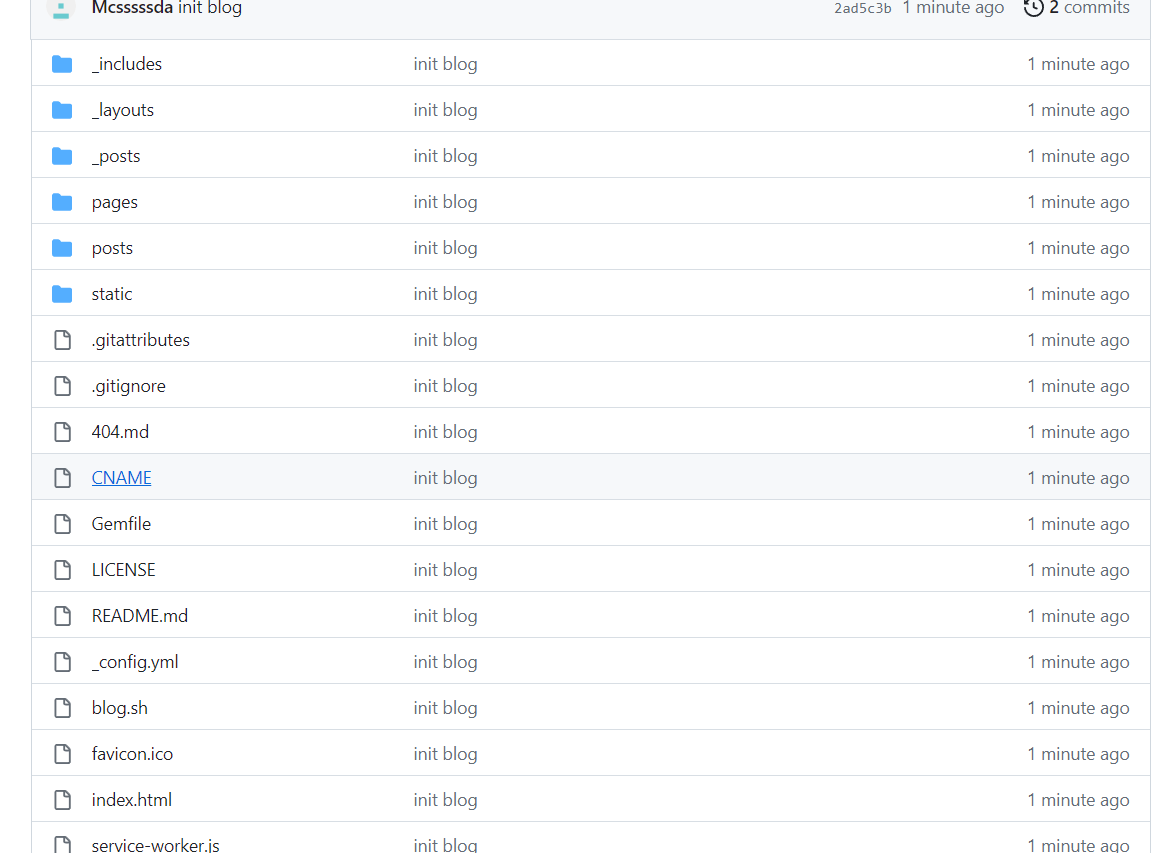 Mcsssssda init blog 2ad5c3b 1 minute ago 2 commits
_includes init blog 1 minute ago
_layouts init blog 1 minute ago
_posts init blog 1 minute ago
pages init blog 1 minute ago
posts init blog 1 minute ago
static init blog 1 minute ago
.gitattributes init blog 1 minute ago
.gitignore init blog 1 minute ago
404.md init blog 1 minute ago
CNAME init blog 1 minute ago
Gemfile init blog 1 minute ago
LICENSE init blog 1 minute ago
README.md init blog 1 minute ago
_config.yml init blog 1 minute ago
blog.sh init blog 1 minute ago
favicon.ico init blog 1 minute ago
index.html init blog 1 minute ago
service-worker.js init blog 1 minute ago